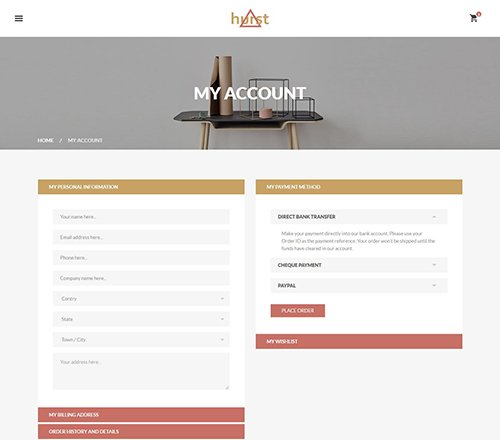 hurst
0
MY ACCOUNT
HOME / MY ACCOUNT
MY PERSONAL INFORMATION
Your name here..
Email address here..
Phone here..
Company name here..
Contry
State
Town / City
Your address here..
MY BILLING ADDRESS
ORDER HISTORY AND DETAILS
MY PAYMENT METHOD
DIRECT BANK TRANSFER
Make your payment directly into our bank account. Please use your
Order ID as the payment reference. Your order won't be shipped until the
funds have cleared in our account.
CHEQUE PAYMENT
PAYPAL
PLACE ORDER
MY WISHLIST